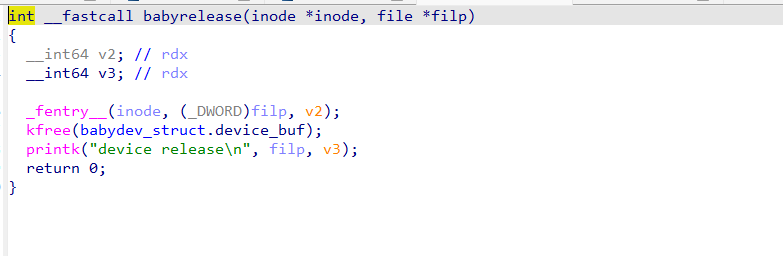 int __fastcall babyrelease(inode *inode, file *filp)
{
  __int64 v2; // rdx
  __int64 v3; // rdx

  _fentry__(inode, (_DWORD)filp, v2);
  kfree(babydev_struct.device_buf);
  printk("device release\n", filp, v3);
  return 0;
}